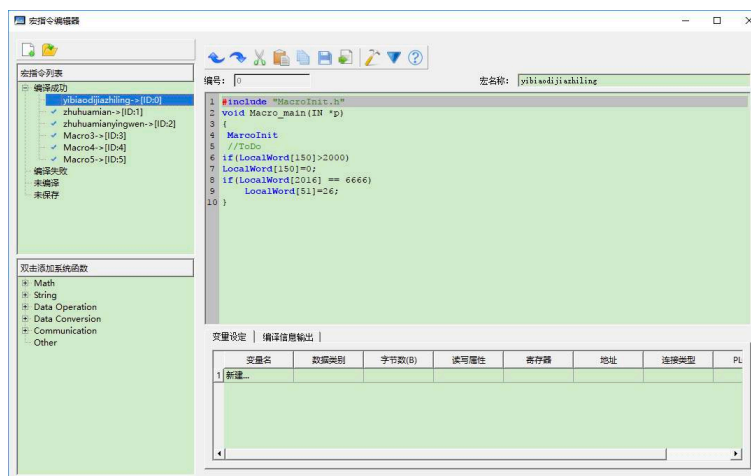 宏指令编辑器
宏指令列表
编译成功
yibiaodijiazhiling->[ID:0]
zhuhuamian->[ID:1]
zhuhuamianyingwen->[ID:2]
Macro3->[ID:3]
Macro4->[ID:4]
Macro5->[ID:5]
编译失败
未编译
未保存
双击添加系统函数
Math
String
Data Operation
Data Conversion
Communication
Other
编号: 0
宏名称: yibiaodijiazhiling
1 #include "MacroInit.h"
2 void Macro_main(IN *p)
3 {
4 MarcoInit
5 //ToDo
6 if(LocalWord[150]>2000)
7 LocalWord[150]=0;
8 if(LocalWord[2016] == 6666)
9 LocalWord[51]=26;
10 }
变量设定 编译信息输出
变量名 数据类别 字节数(B) 读写属性 寄存器 地址 连接类型 PL
1 新建...